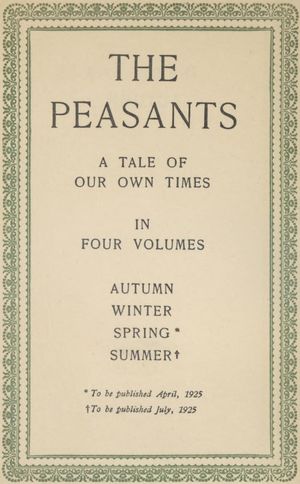 THE
PEASANTS
A TALE OF
OUR OWN TIMES
IN
FOUR VOLUMES
AUTUMN
WINTER
SPRING*
SUMMER†
* To be published April, 1925
†To be published July, 1925